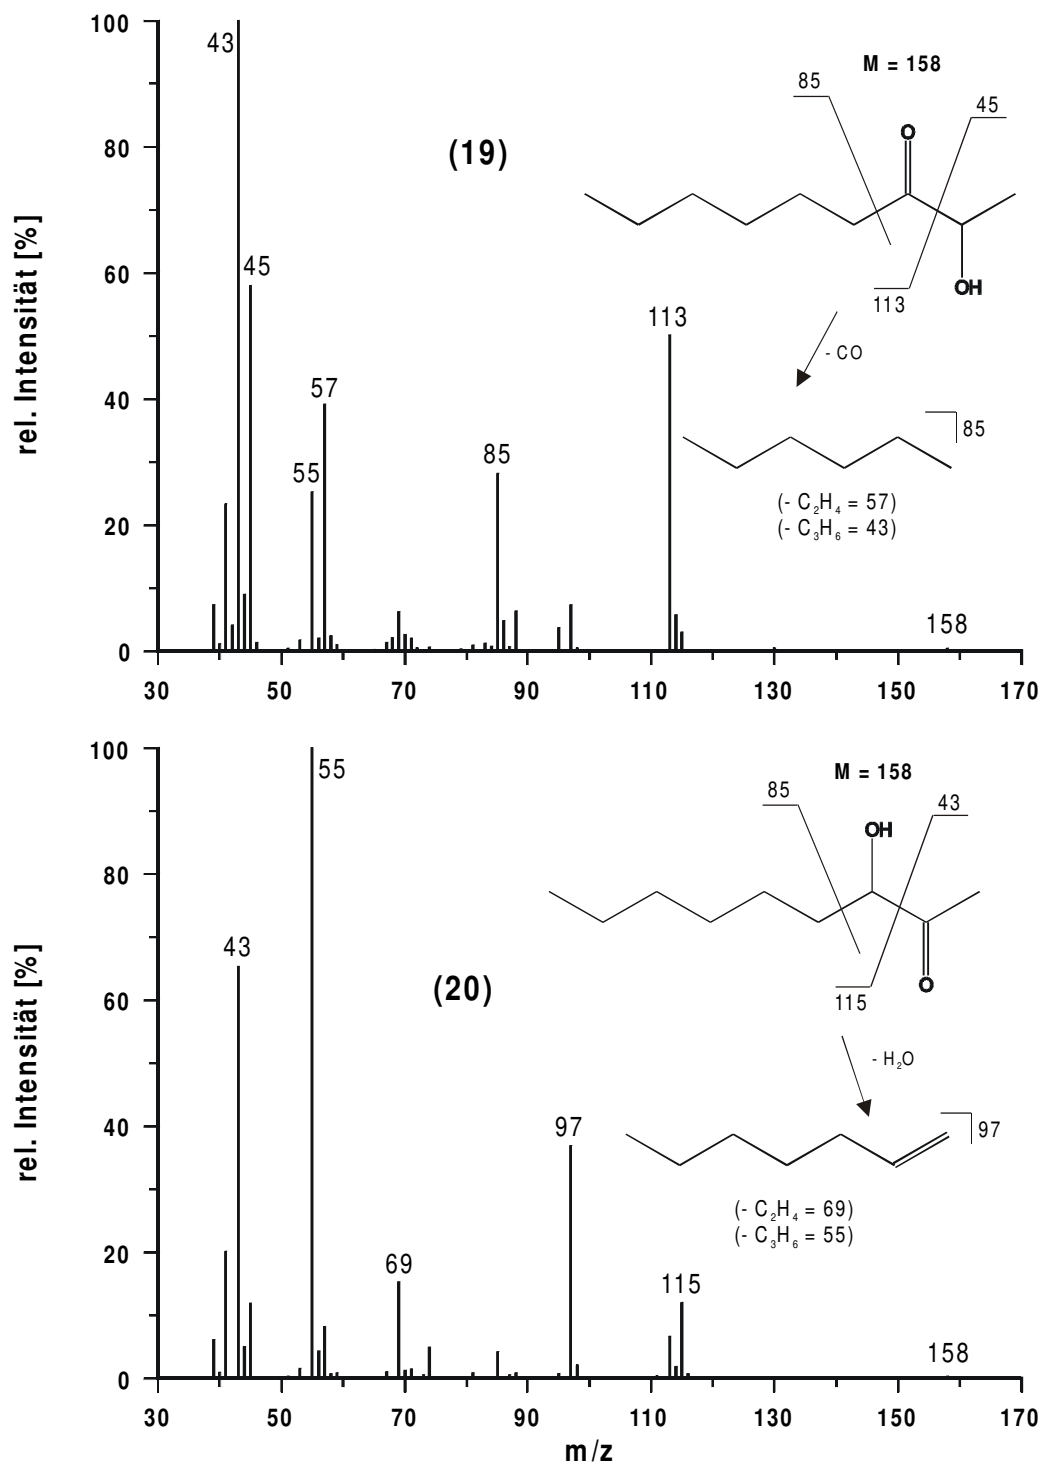 100
43
M = 158
85
45
O
80
(19)
60
45
OH
113
113
- CO
57
40
85
85
55
(- C₂H₄ = 57)
(- C₃H₆ = 43)
20
158
0
30 50 70 90 110 130 150 170
rel. Intensität [%]
100
55
M = 158
85
43
OH
80
43
(20)
O
115
60
- H₂O
40
97
97
(- C₂H₄ = 69)
(- C₃H₆ = 55)
20
69
115
158
0
30 50 70 90 110 130 150 170
rel. Intensität [%]
m/z